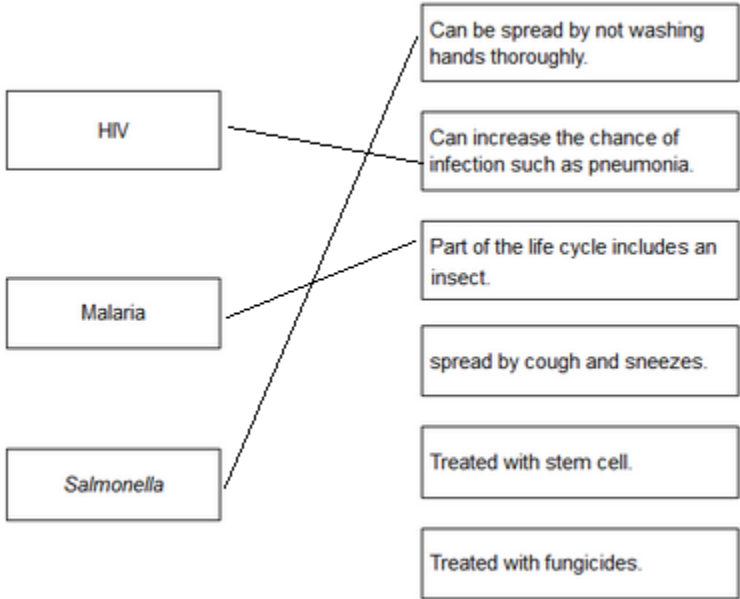 HIV
Malaria
Salmonella
Can be spread by not washing
hands thoroughly.
Can increase the chance of
infection such as pneumonia.
Part of the life cycle includes an
insect.
spread by cough and sneezes.
Treated with stem cell.
Treated with fungicides.